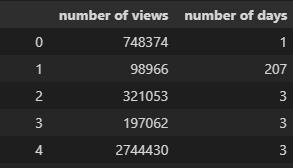 number of views number of days
0 748374 1
1 98966 207
2 321053 3
3 197062 3
4 2744430 3